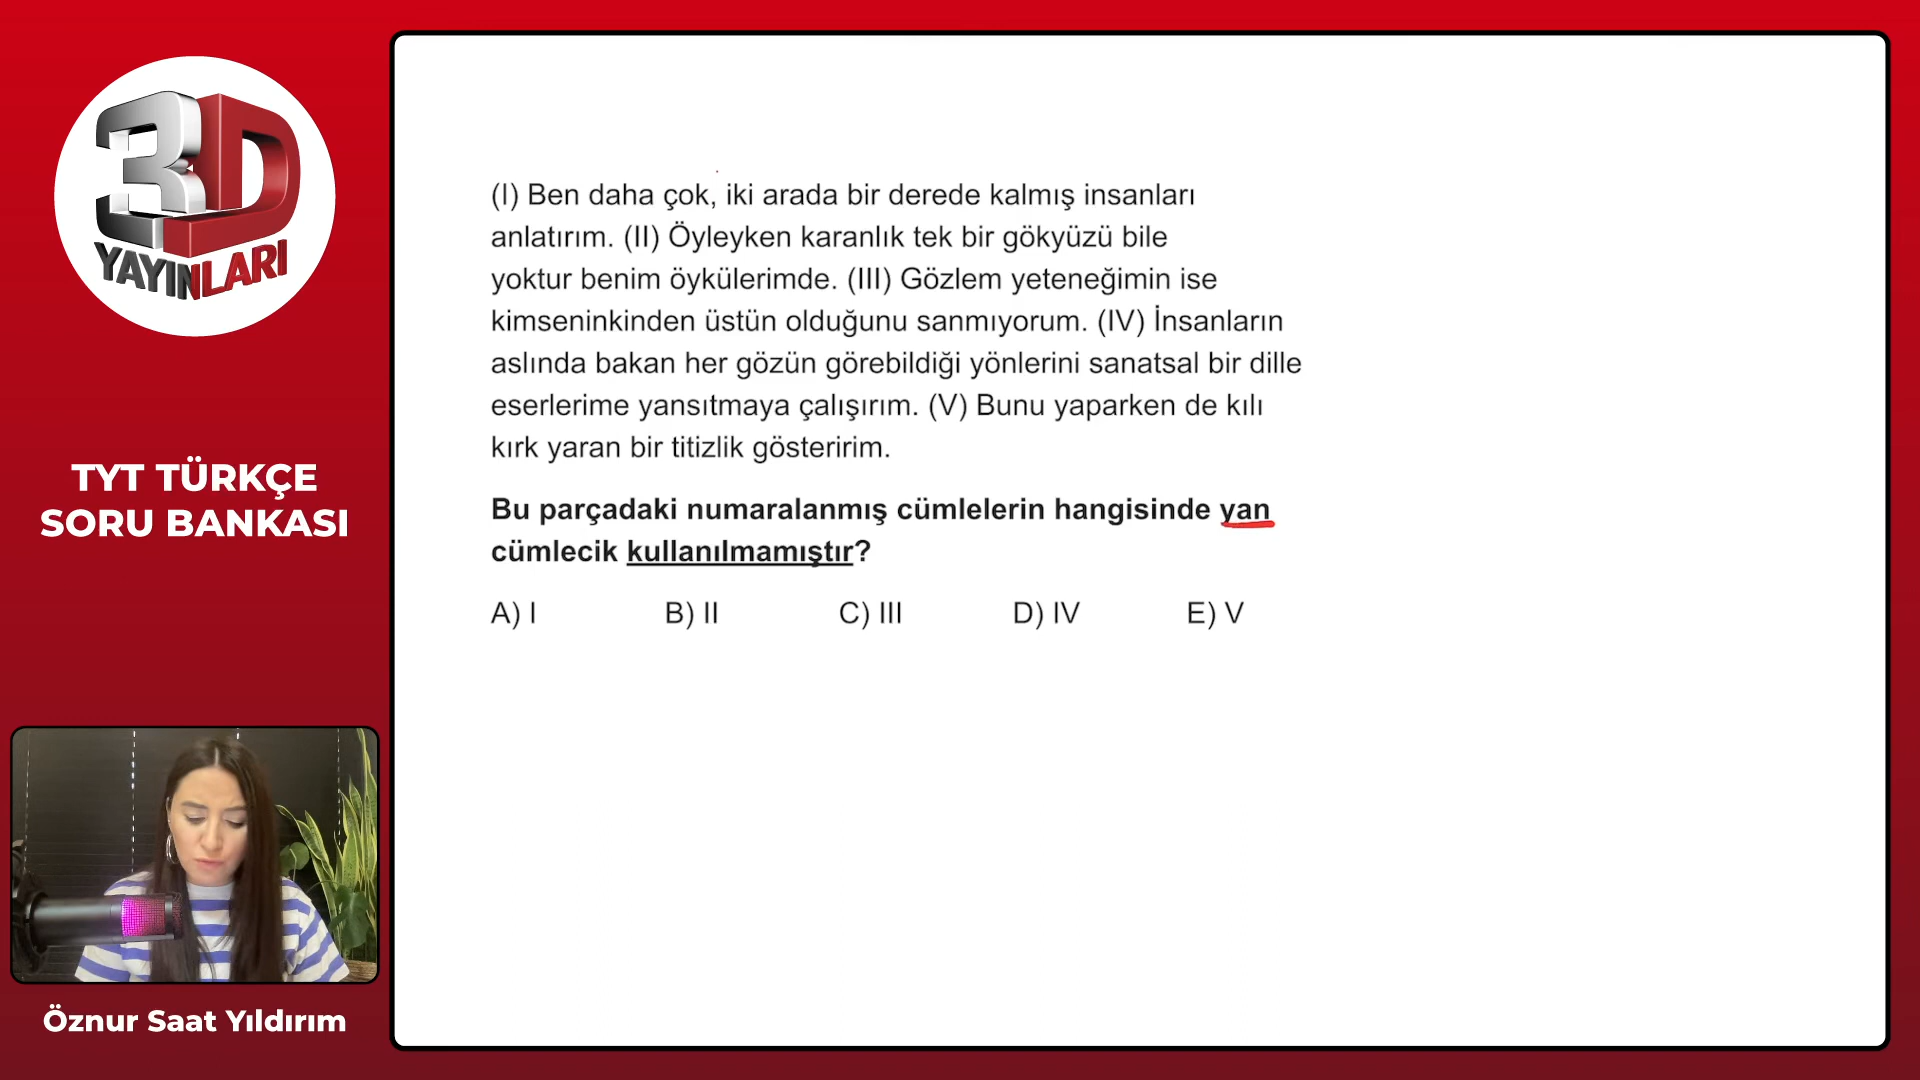 3D
YAYINLARI
TYT TÜRKÇE
SORU BANKASI
Öznur Saat Yıldırım
(I) Ben daha çok, iki arada bir derede kalmış insanları
anlatırım. (II) Öyleyken karanlık tek bir gökyüzü bile
yoktur benim öykülerimde. (III) Gözlem yeteneğimin ise
kimseninkinden üstün olduğunu sanmıyorum. (IV) İnsanların
aslında bakan her gözün görebildiği yönlerini sanatsal bir dille
eserlerime yansıtmaya çalışırım. (V) Bunu yaparken de kılı
kırk yaran bir titizlik gösteririm.
Bu parçadaki numaralanmış cümlelerin hangisinde yan
cümlecik kullanılmamıştır?
A) I B) II C) III D) IV E) V